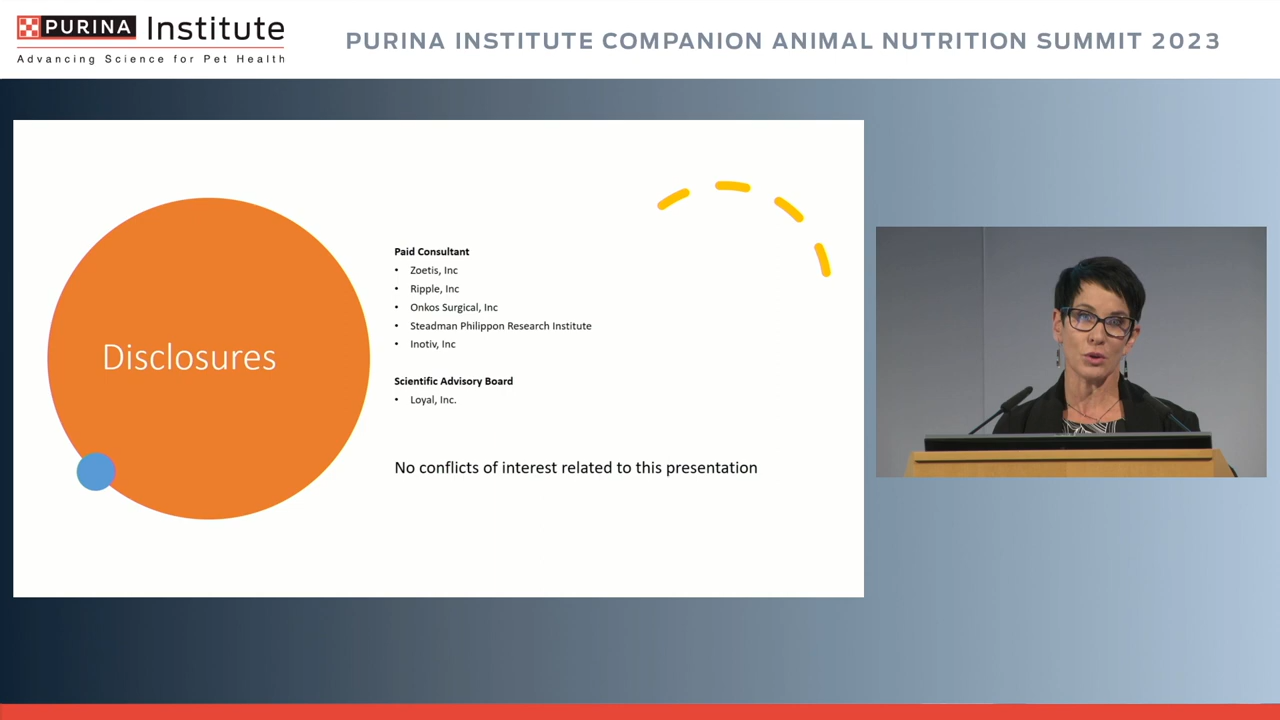 PURINA Institute
Advancing Science for Pet Health
PURINA INSTITUTE COMPANION ANIMAL NUTRITION SUMMIT 2023
Disclosures
Paid Consultant
• Zoetis, Inc
• Ripple, Inc
• Onkos Surgical, Inc
• Steadman Philippon Research Institute
• Inotiv, Inc
Scientific Advisory Board
• Loyal, Inc.
No conflicts of interest related to this presentation